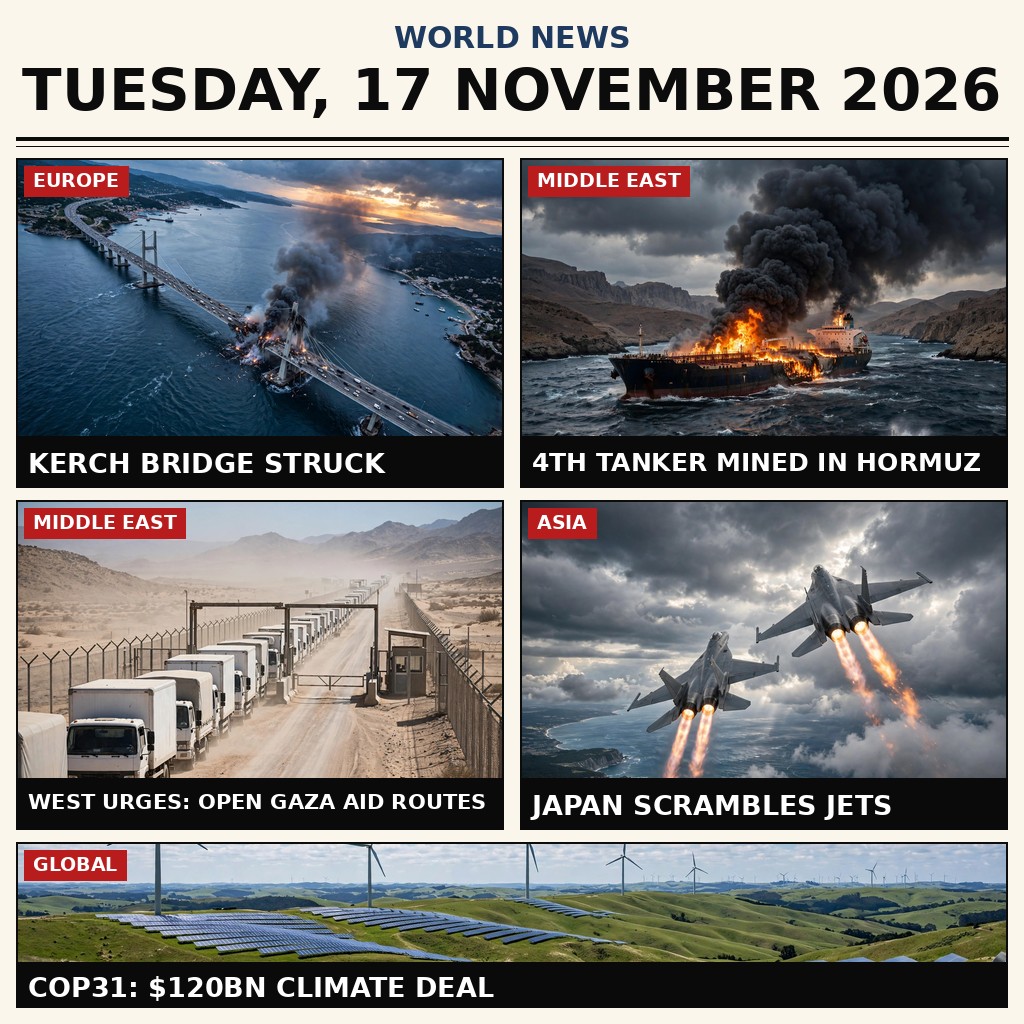 WORLD NEWS
TUESDAY, 17 NOVEMBER 2026
EUROPE
KERCH BRIDGE STRUCK
MIDDLE EAST
4TH TANKER MINED IN HORMUZ
MIDDLE EAST
WEST URGES: OPEN GAZA AID ROUTES
ASIA
JAPAN SCRAMBLES JETS
GLOBAL
COP31: $120BN CLIMATE DEAL